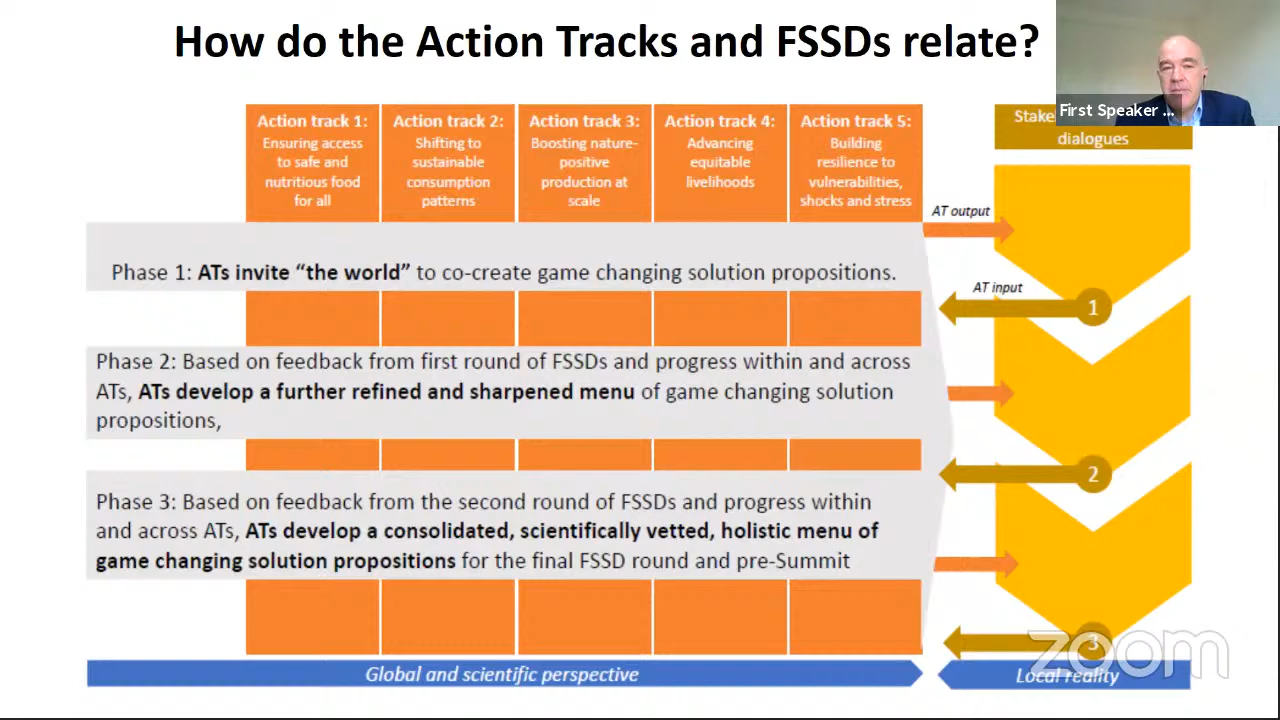 How do the Action Tracks and FSSDs relate?
First Speaker ...
Action track 1:
Ensuring access
to safe and
nutritious food
for all
Action track 2:
Shifting to
sustainable
consumption
patterns
Action track 3:
Boosting nature-
positive
production at
scale
Action track 4:
Advancing
equitable
livelihoods
Action track 5:
Building
resilience to
vulnerabilities,
shocks and stress
dialogues
AT output
Phase 1: ATs invite “the world” to co-create game changing solution propositions.
AT input
1
Phase 2: Based on feedback from first round of FSSDs and progress within and across
ATs, ATs develop a further refined and sharpened menu of game changing solution
propositions,
2
Phase 3: Based on feedback from the second round of FSSDs and progress within
and across ATs, ATs develop a consolidated, scientifically vetted, holistic menu of
game changing solution propositions for the final FSSD round and pre-Summit
3
zoom
Global and scientific perspective
Local reality